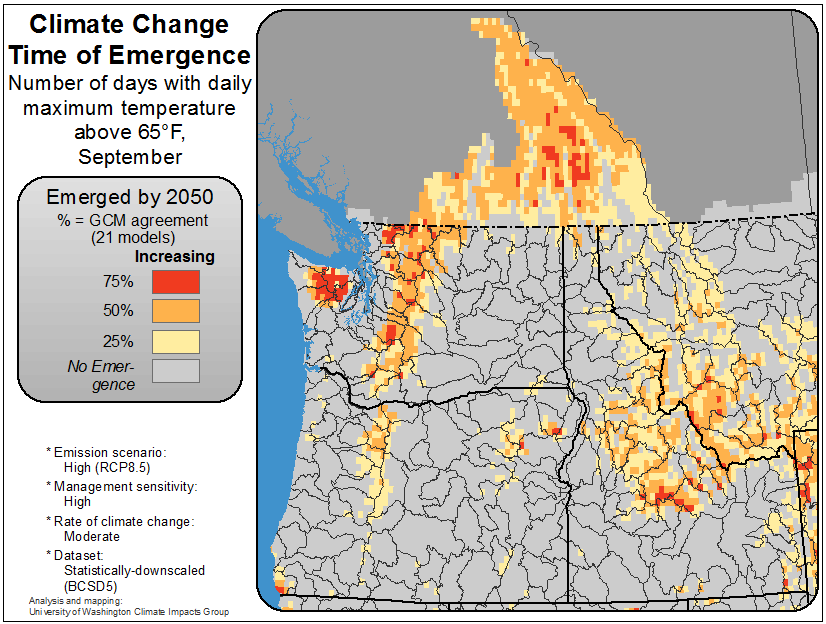 Climate Change
Time of Emergence
Number of days with daily
maximum temperature
above 65°F,
September
Emerged by 2050
% = GCM agreement
(21 models)
Increasing
75%
50%
25%
No Emer-
gence
* Emission scenario:
High (RCP8.5)
* Management sensitivity:
High
* Rate of climate change:
Moderate
* Dataset:
Statistically-downscaled
(BCSD5)
Analysis and mapping:
University of Washington Climate Impacts Group